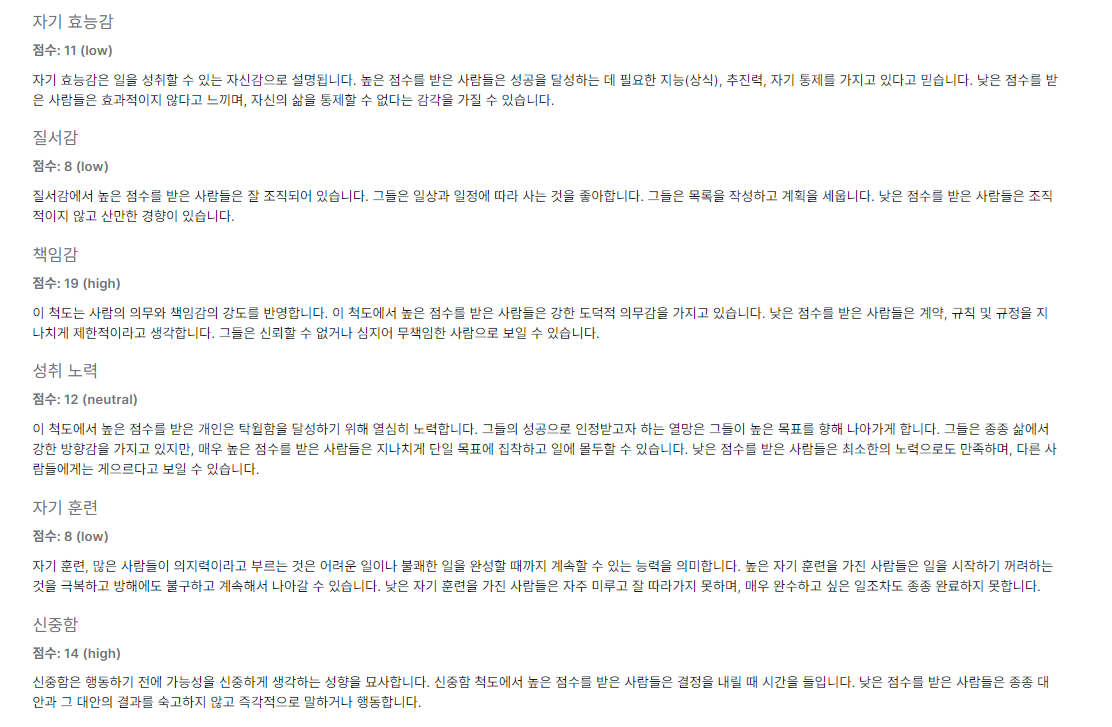 자기 효능감
점수: 11 (low)
자기 효능감은 일을 성취할 수 있는 자신감으로 설명됩니다. 높은 점수를 받은 사람들은 성공을 달성하는 데 필요한 지능(상식), 추진력, 자기 통제를 가지고 있다고 믿습니다. 낮은 점수를 받
은 사람들은 효과적이지 않다고 느끼며, 자신의 삶을 통제할 수 없다는 감각을 가질 수 있습니다.
질서감
점수: 8 (low)
질서감에서 높은 점수를 받은 사람들은 잘 조직되어 있습니다. 그들은 일상과 일정에 따라 사는 것을 좋아합니다. 그들은 목록을 작성하고 계획을 세웁니다. 낮은 점수를 받은 사람들은 조직
적이지 않고 산만한 경향이 있습니다.
책임감
점수: 19 (high)
이 척도는 사람의 의무와 책임감의 강도를 반영합니다. 이 척도에서 높은 점수를 받은 사람들은 강한 도덕적 의무감을 가지고 있습니다. 낮은 점수를 받은 사람들은 계약, 규칙 및 규정을 지
나치게 제한적이라고 생각합니다. 그들은 신뢰할 수 없거나 심지어 무책임한 사람으로 보일 수 있습니다.
성취 노력
점수: 12 (neutral)
이 척도에서 높은 점수를 받은 개인은 탁월함을 달성하기 위해 열심히 노력합니다. 그들의 성공으로 인정받고자 하는 열망은 그들이 높은 목표를 향해 나아가게 합니다. 그들은 종종 삶에서
강한 방향감을 가지고 있지만, 매우 높은 점수를 받은 사람들은 지나치게 단일 목표에 집착하고 일에 몰두할 수 있습니다. 낮은 점수를 받은 사람들은 최소한의 노력으로도 만족하며, 다른 사
람들에게는 게으르다고 보일 수 있습니다.
자기 훈련
점수: 8 (low)
자기 훈련, 많은 사람들이 의지력이라고 부르는 것은 어려운 일이나 불쾌한 일을 완성할 때까지 계속할 수 있는 능력을 의미합니다. 높은 자기 훈련을 가진 사람들은 일을 시작하기 꺼려하는
것을 극복하고 방해에도 불구하고 계속해서 나아갈 수 있습니다. 낮은 자기 훈련을 가진 사람들은 자주 미루고 잘 따라가지 못하며, 매우 완수하고 싶은 일조차도 종종 완료하지 못합니다.
신중함
점수: 14 (high)
신중함은 행동하기 전에 가능성을 신중하게 생각하는 성향을 묘사합니다. 신중함 척도에서 높은 점수를 받은 사람들은 결정을 내릴 때 시간을 들입니다. 낮은 점수를 받은 사람들은 종종 대
안과 그 대안의 결과를 숙고하지 않고 즉각적으로 말하거나 행동합니다.